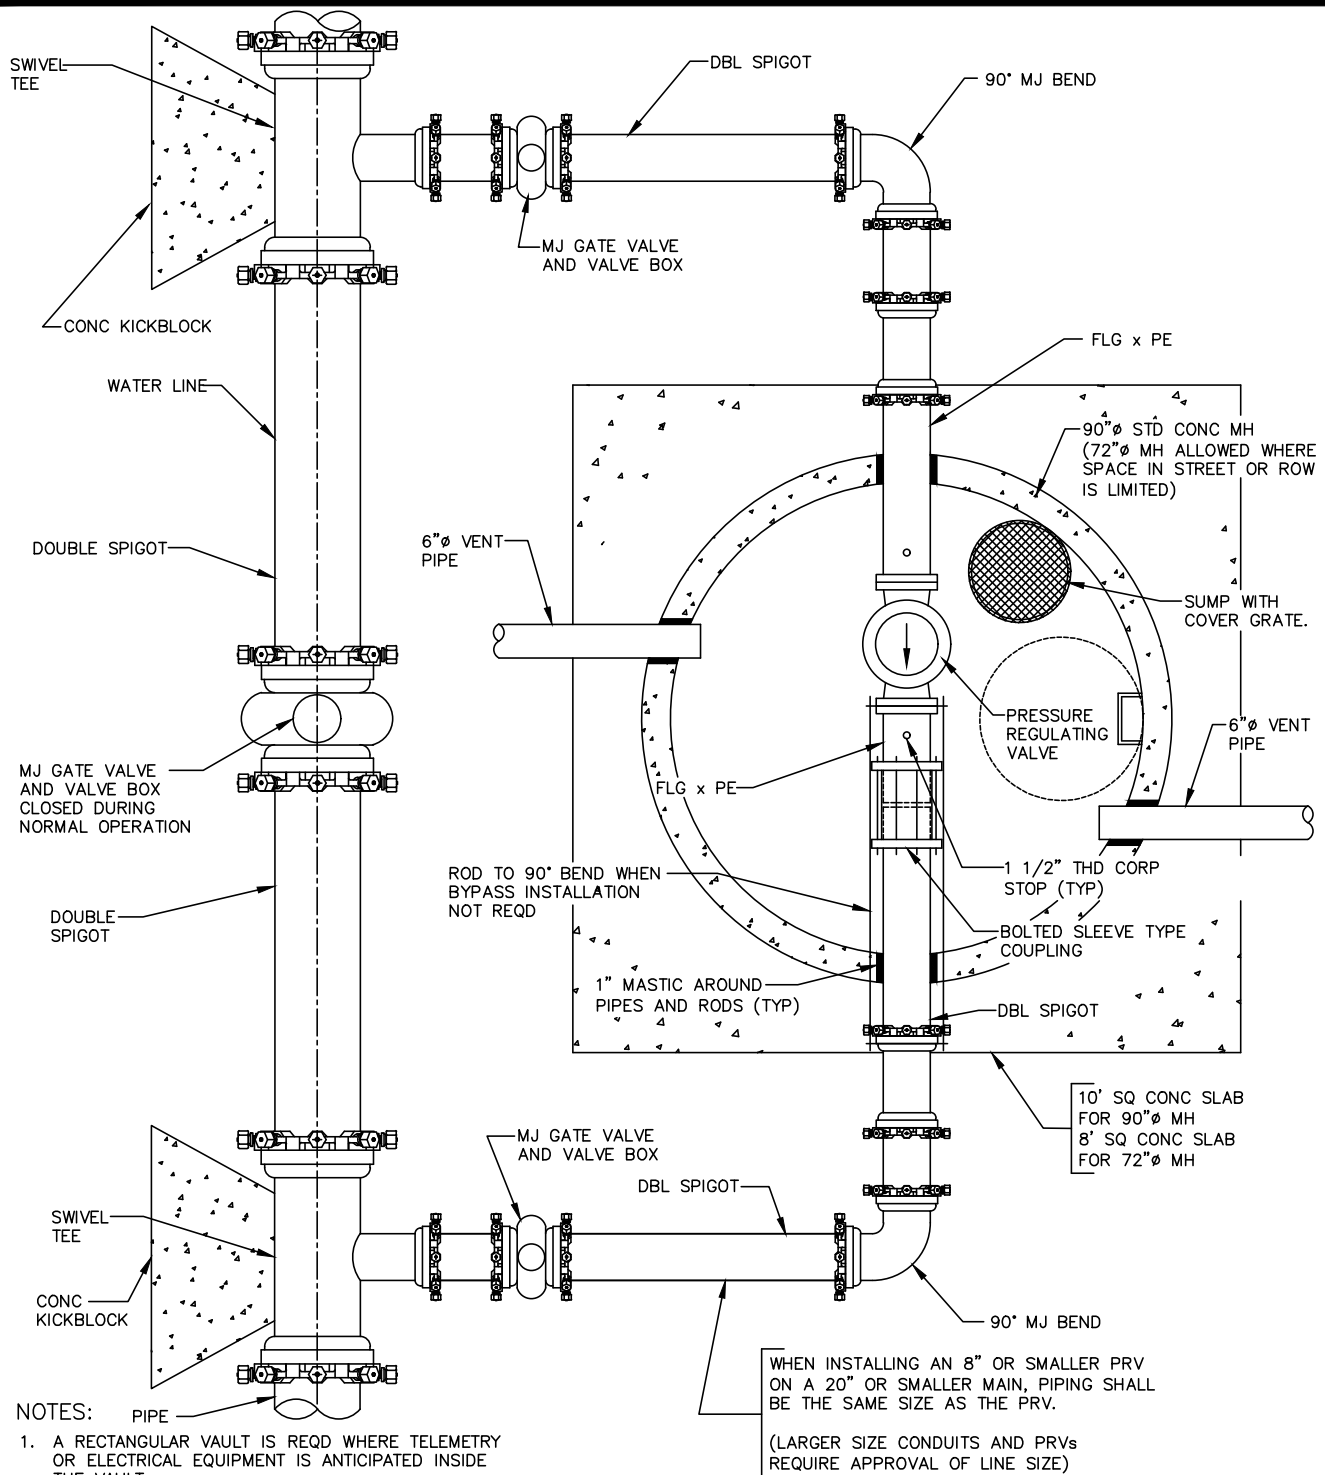 SWIVEL
TEE
DBL SPIGOT
90° MJ BEND
MJ GATE VALVE
AND VALVE BOX
CONC KICKBLOCK
FLG x PE
WATER LINE
90"ø STD CONC MH
(72"ø MH ALLOWED WHERE
SPACE IN STREET OR ROW
IS LIMITED)
DOUBLE SPIGOT
6"ø VENT
PIPE
SUMP WITH
COVER GRATE.
PRESSURE
REGULATING
VALVE
6"ø VENT
PIPE
MJ GATE VALVE
AND VALVE BOX
CLOSED DURING
NORMAL OPERATION
FLG x PE
ROD TO 90° BEND WHEN
BYPASS INSTALLATION
NOT REQD
1 1/2" THD CORP
STOP (TYP)
DOUBLE
SPIGOT
BOLTED SLEEVE TYPE
COUPLING
1" MASTIC AROUND
PIPES AND RODS (TYP)
DBL SPIGOT
10' SQ CONC SLAB
FOR 90"ø MH
8' SQ CONC SLAB
FOR 72"ø MH
MJ GATE VALVE
AND VALVE BOX
DBL SPIGOT
SWIVEL
TEE
CONC
KICKBLOCK
90° MJ BEND
WHEN INSTALLING AN 8" OR SMALLER PRV
ON A 20" OR SMALLER MAIN, PIPING SHALL
BE THE SAME SIZE AS THE PRV.
(LARGER SIZE CONDUITS AND PRVs
REQUIRE APPROVAL OF LINE SIZE)
PIPE
NOTES:
1. A RECTANGULAR VAULT IS REQD WHERE TELEMETRY
OR ELECTRICAL EQUIPMENT IS ANTICIPATED INSIDE
THE VAULT